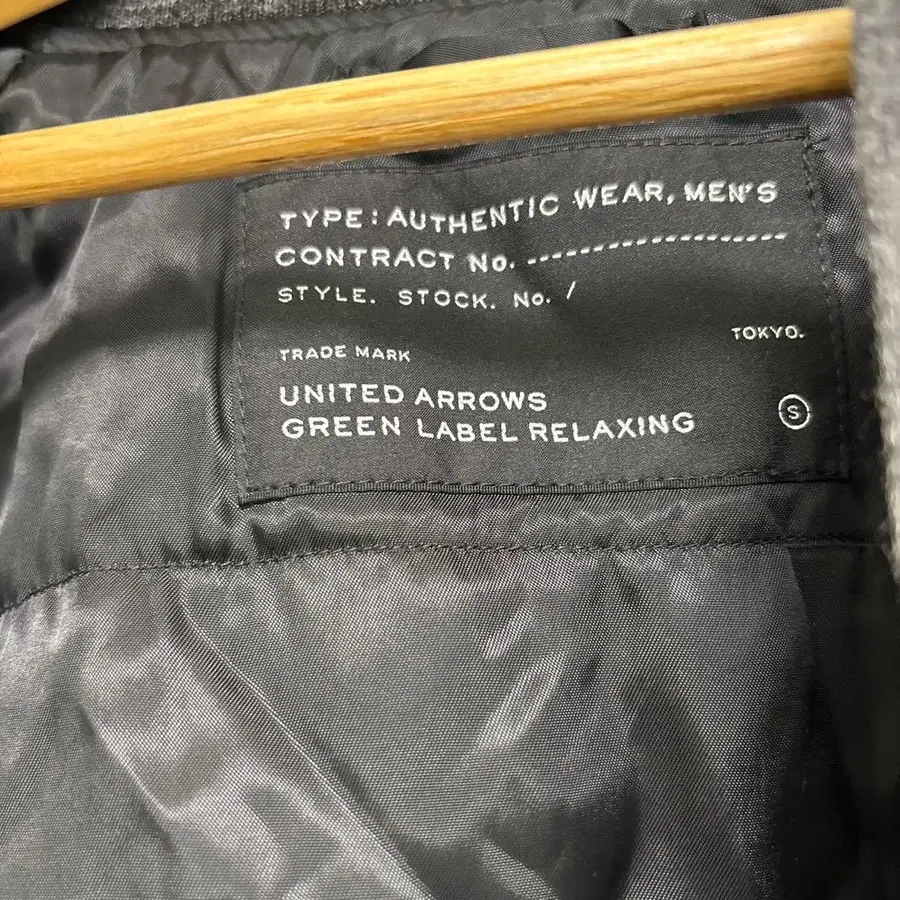 TYPE: AUTHENTIC WEAR, MEN'S
CONTRACT No. --------------------
STYLE. STOCK. No. /
TOKYO.
TRADE MARK
UNITED ARROWS
GREEN LABEL RELAXING
S